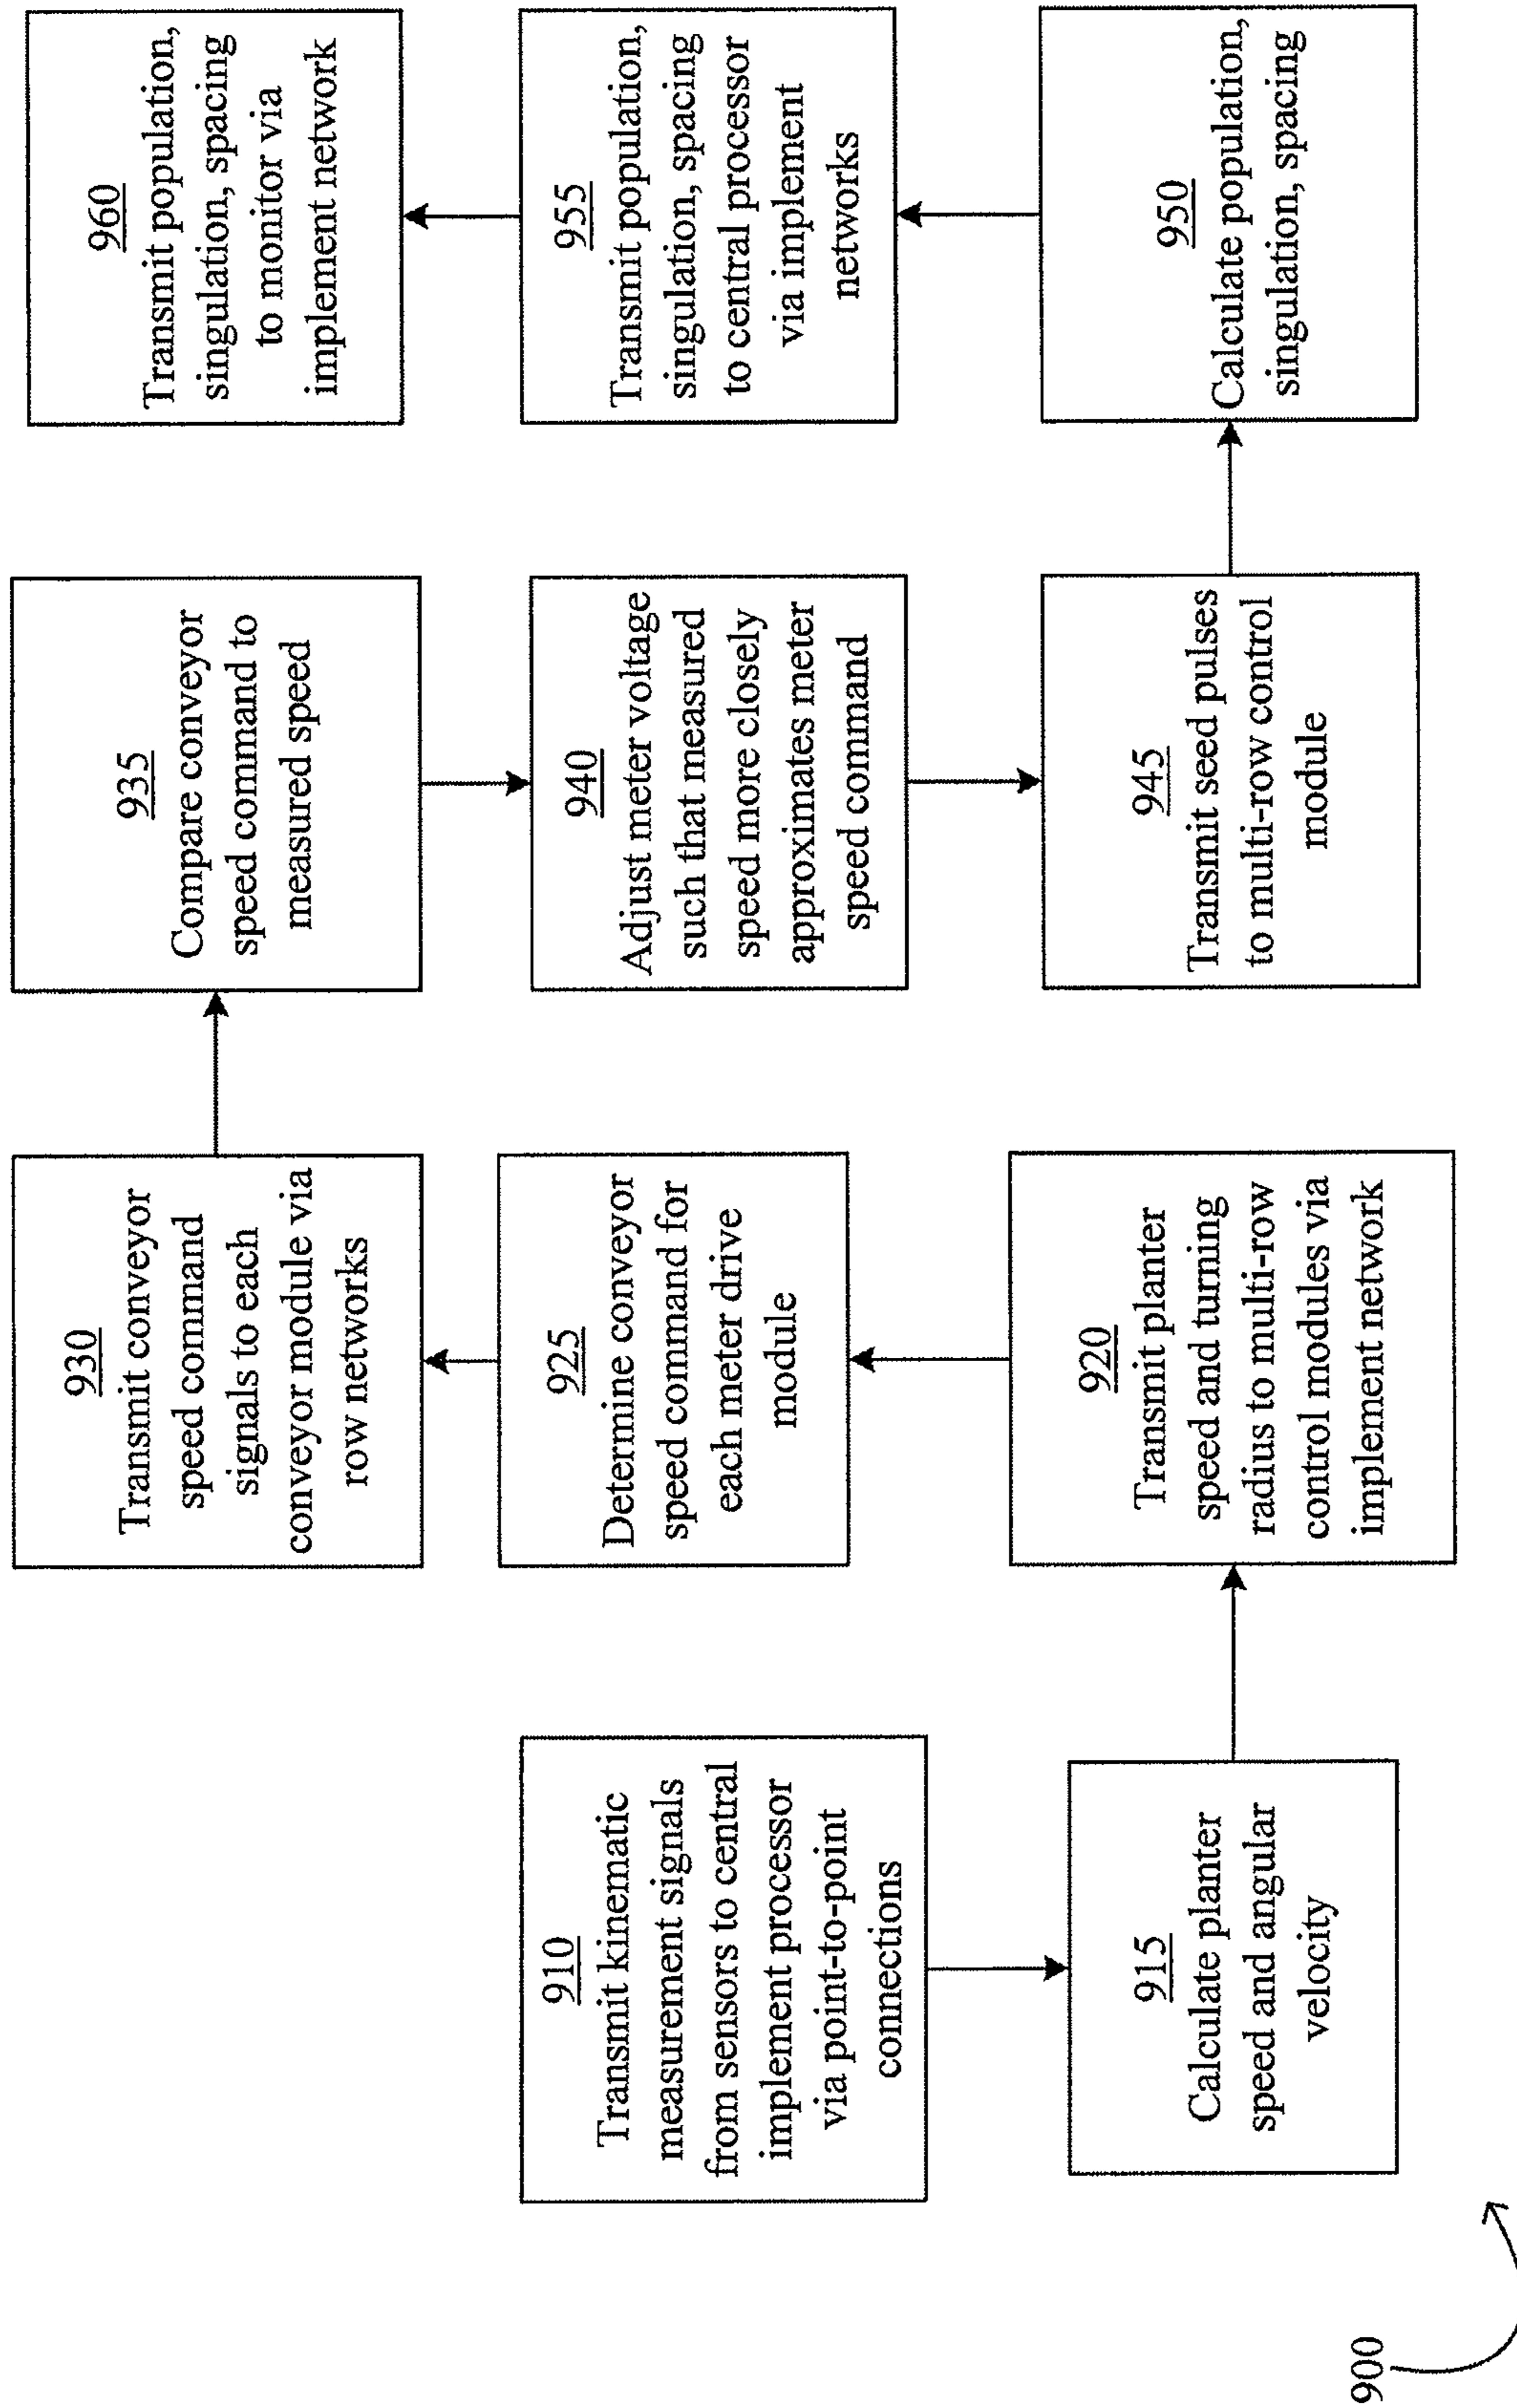 910
Transmit kinematic
measurement signals
from sensors to central
implement processor
via point-to-point
connections
915
Calculate planter
speed and angular
velocity
920
Transmit planter
speed and turning
radius to multi-row
control modules via
implement network
925
Determine conveyor
speed command for
each meter drive
module
930
Transmit conveyor
speed command
signals to each
conveyor module via
row networks
935
Compare conveyor
speed command to
measured speed
940
Adjust meter voltage
such that measured
speed more closely
approximates meter
speed command
945
Transmit seed pulses
to multi-row control
module
950
Calculate population,
singulation, spacing
955
Transmit population,
singulation, spacing
to central processor
via implement
networks
960
Transmit population,
singulation, spacing
to monitor via
implement network
900